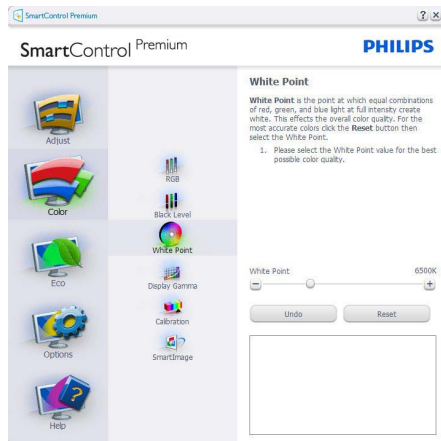 SmartControl Premium
? X
SmartControl Premium
PHILIPS
Adjust
Color
Eco
Options
Help
RGB
Black Level
White Point
Display Gamma
Calibration
SmartImage
White Point
White Point is the point at which equal combinations
of red, green, and blue light at full intensity create
white. This effects the overall color quality. For the
most accurate colors click the Reset button then
select the White Point.
1. Please select the White Point value for the best
possible color quality.
White Point 6500K
− +
Undo Reset